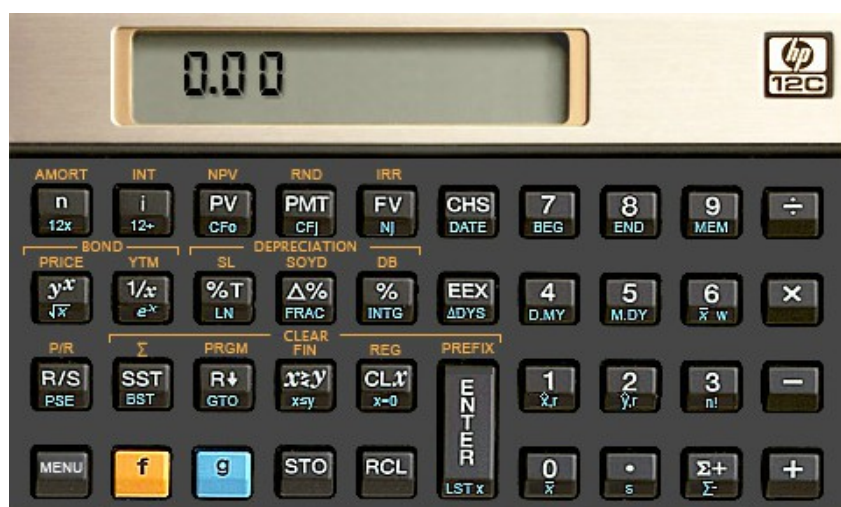 0.00
hp
12C
AMORT INT NPV RND IRR
n i PV PMT FV CHS 7 8 9 ÷
12x 12÷ CFo CFj Nj DATE BEG END MEM
BOND DEPRECIATION
PRICE YTM SL SOYD DB
yˣ 1/x %T Δ% % EEX 4 5 6 ×
√x eˣ LN FRAC INTG ΔDYS D.MY M.DY x̄ w
CLEAR
P/R Σ PRGM FIN REG PREFIX
R/S SST R↓ x≷y CLx ENTER 1 2 3 −
PSE BST GTO x≤y x=0 x̂,r ŷ,r n!
MENU f g STO RCL 0 · Σ+ +
LST x x̄ s Σ-